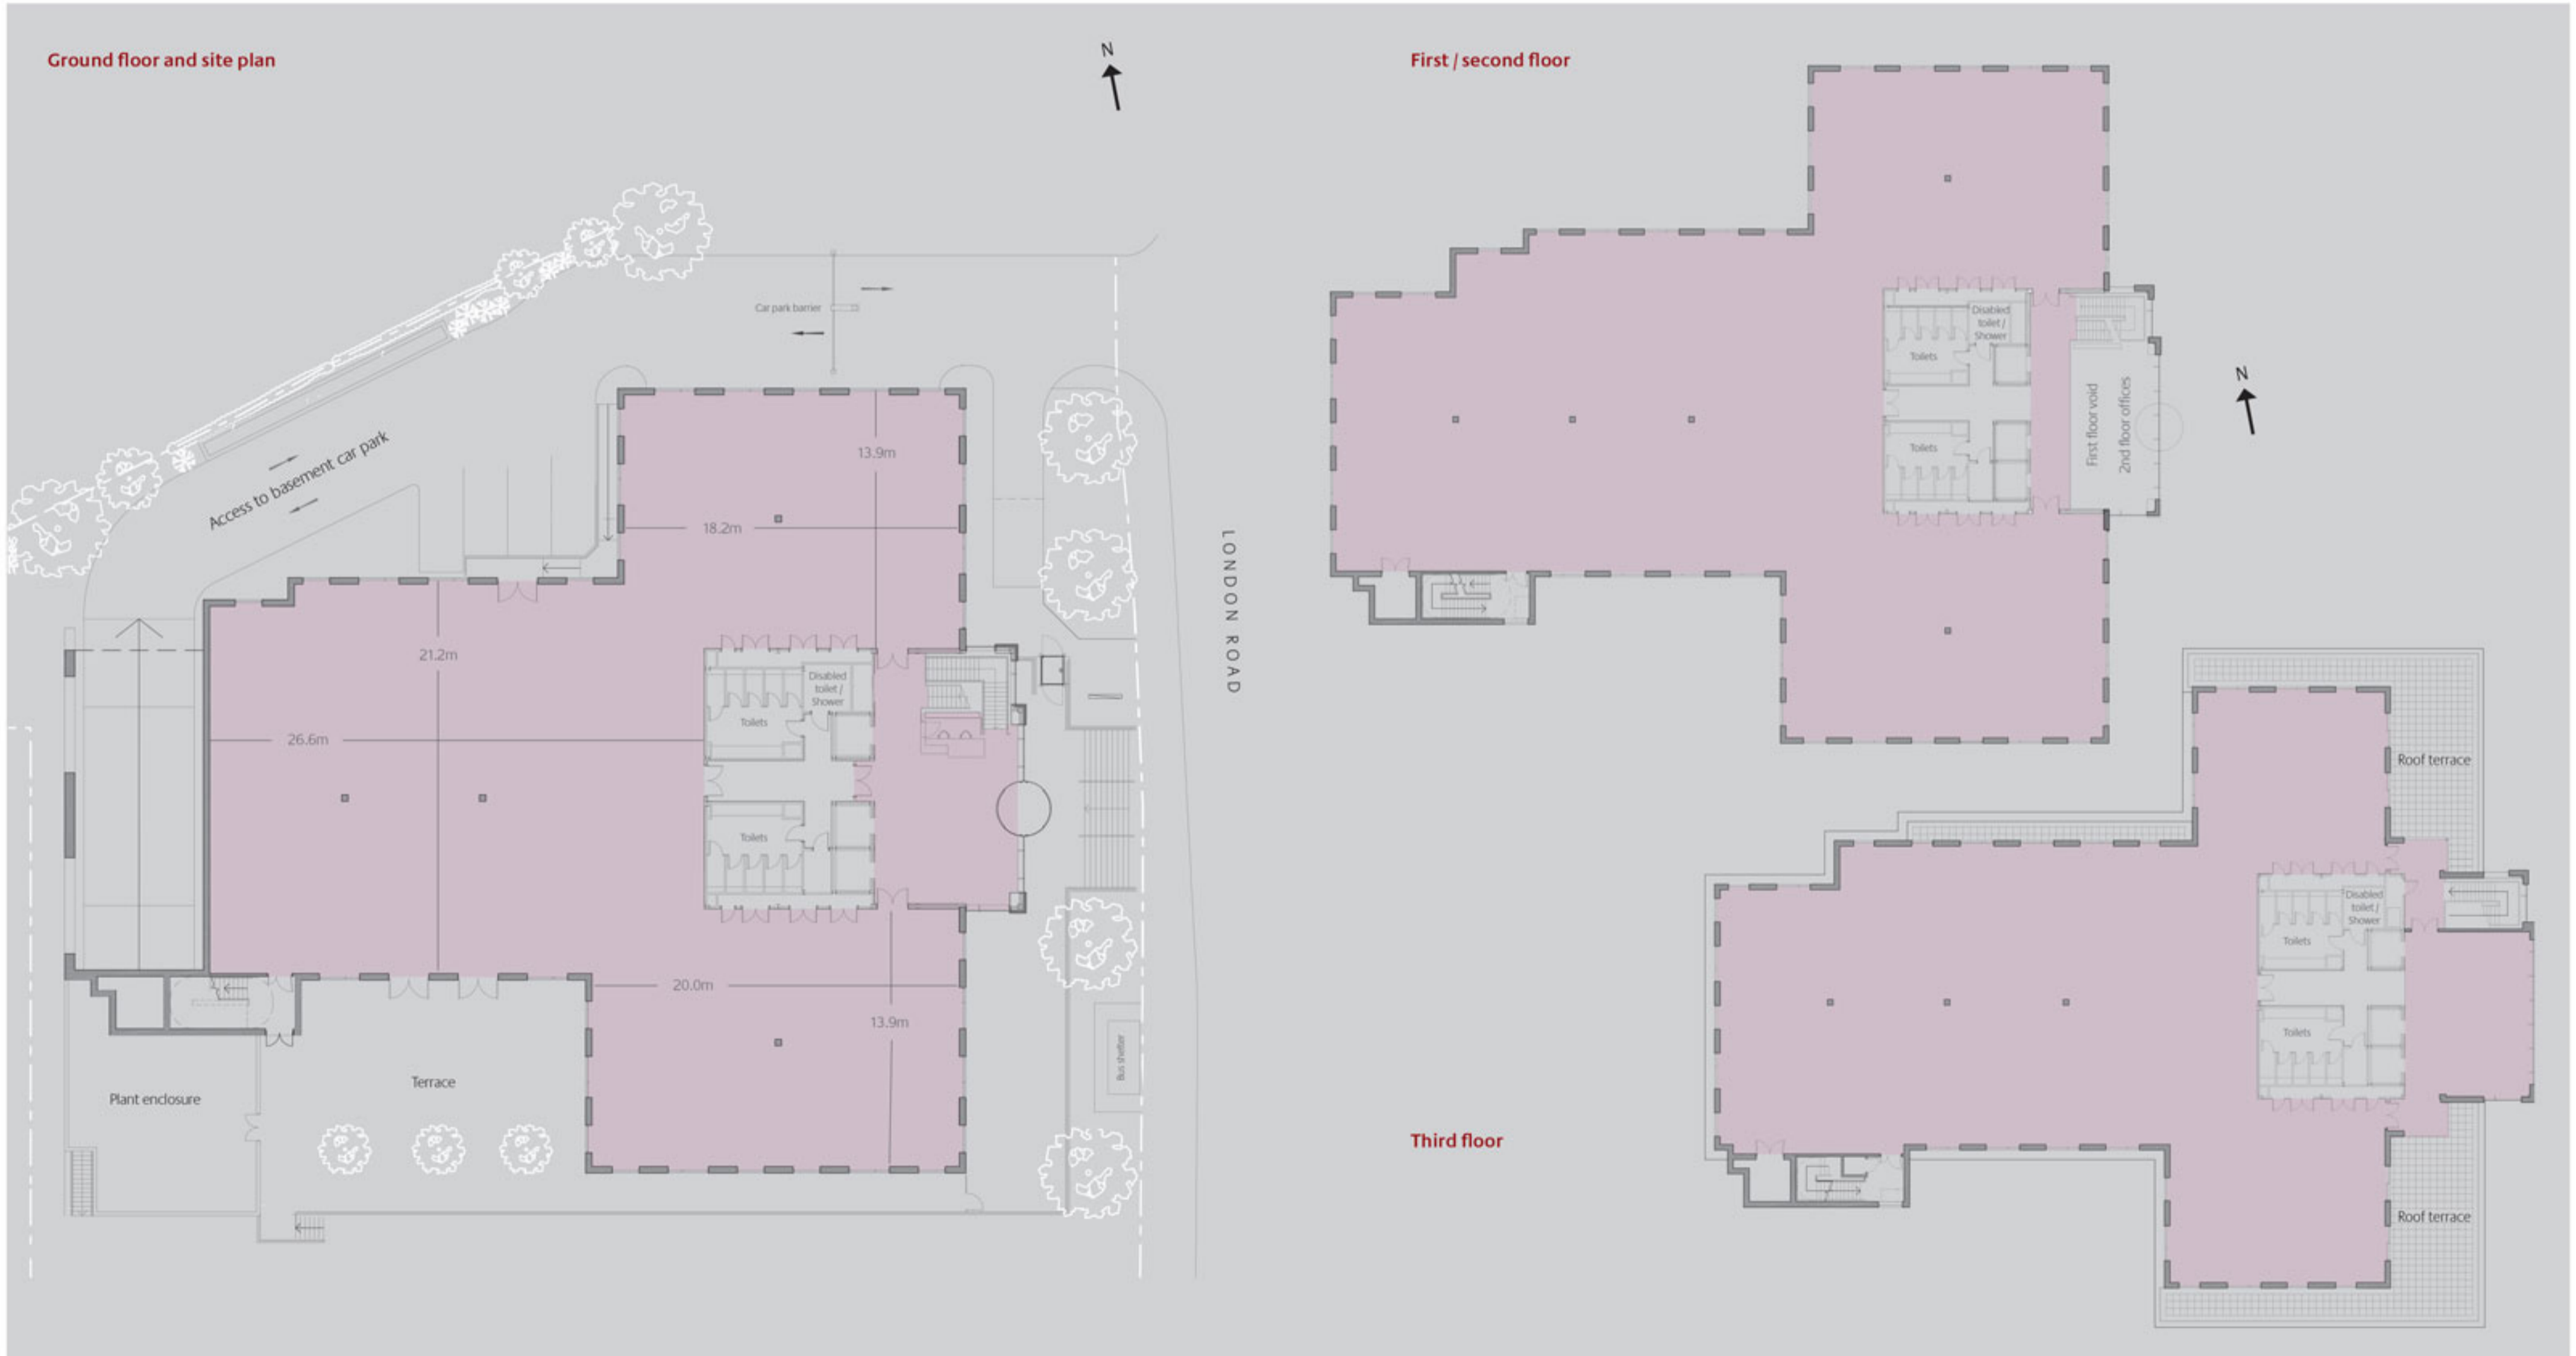 Ground floor and site plan
N
Car park barrier
Access to basement car park
13.9m
18.2m
21.2m
26.6m
Disabled
toilet /
Shower
Toilets
Toilets
20.0m
13.9m
Terrace
Plant enclosure
Bus shelter
LONDON ROAD
First / second floor
N
Disabled
toilet /
Shower
Toilets
Toilets
First floor void
2nd floor offices
Third floor
Roof terrace
Disabled
toilet /
Shower
Toilets
Toilets
Roof terrace